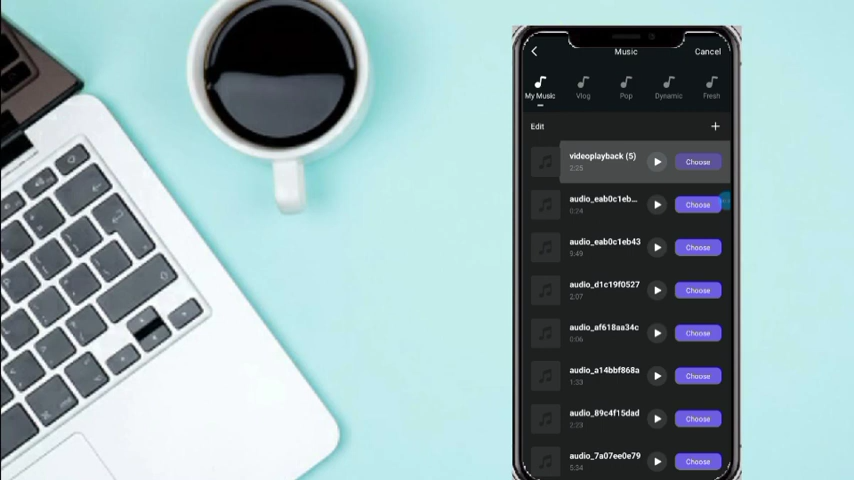 Music
Cancel
My Music
Vlog
Pop
Dynamic
Fresh
Edit
videoplayback (5)
2:25
Choose
audio_eab0c1eb...
0:24
Choose
audio_eab0c1eb43
9:49
Choose
audio_d1c19f0527
2:07
Choose
audio_af618aa34c
0:06
Choose
audio_a14bbf868a
1:33
Choose
audio_89c4f15dad
2:23
Choose
audio_7a07ee0e79
5:34
Choose